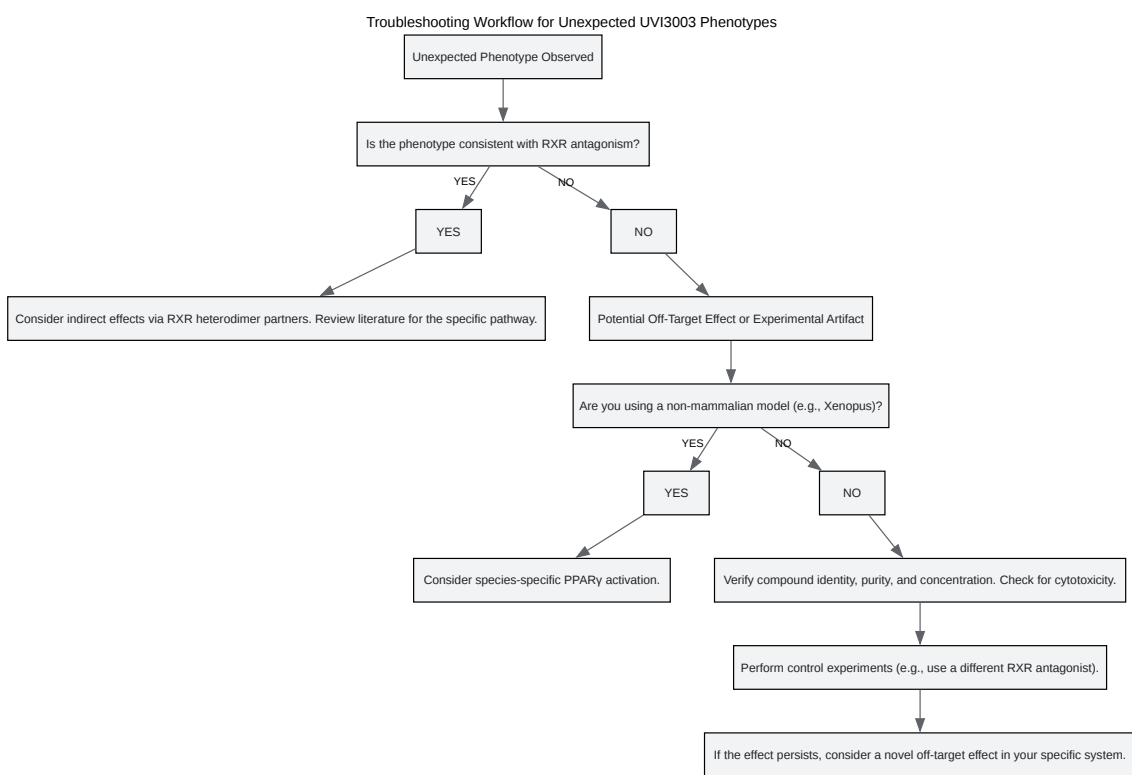 Troubleshooting Workflow for Unexpected UVI3003 Phenotypes
Unexpected Phenotype Observed
Is the phenotype consistent with RXR antagonism?
YES
NO
YES
NO
Consider indirect effects via RXR heterodimer partners. Review literature for the specific pathway.
Potential Off-Target Effect or Experimental Artifact
Are you using a non-mammalian model (e.g., Xenopus)?
YES
NO
YES
NO
Consider species-specific PPARγ activation.
Verify compound identity, purity, and concentration. Check for cytotoxicity.
Perform control experiments (e.g., use a different RXR antagonist).
If the effect persists, consider a novel off-target effect in your specific system.